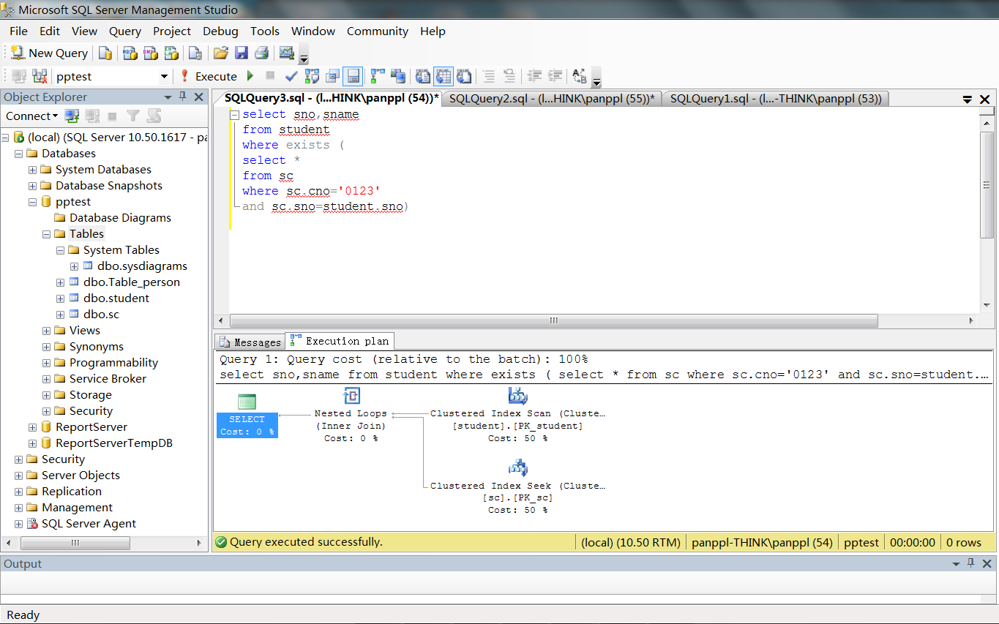 Microsoft SQL Server Management Studio
File Edit View Query Project Debug Tools Window Community Help
New Query
pptest Execute
Object Explorer
Connect
(local) (SQL Server 10.50.1617 - pa
Databases
System Databases
Database Snapshots
pptest
Database Diagrams
Tables
System Tables
dbo.sysdiagrams
dbo.Table_person
dbo.student
dbo.sc
Views
Synonyms
Programmability
Service Broker
Storage
Security
ReportServer
ReportServerTempDB
Security
Server Objects
Replication
Management
SQL Server Agent
SQLQuery3.sql - (l...HINK\panppl (54))* SQLQuery2.sql - (l...HINK\panppl (55))* SQLQuery1.sql - (l...-THINK\panppl (53))
select sno,sname
from student
where exists (
select *
from sc
where sc.cno='0123'
and sc.sno=student.sno)
Messages Execution plan
Query 1: Query cost (relative to the batch): 100%
select sno,sname from student where exists ( select * from sc where sc.cno='0123' and sc.sno=student....
SELECT
Cost: 0 %
Nested Loops
(Inner Join)
Cost: 0 %
Clustered Index Scan (Cluste...
[student].[PK_student]
Cost: 50 %
Clustered Index Seek (Cluste...
[sc].[PK_sc]
Cost: 50 %
Query executed successfully. (local) (10.50 RTM) panppl-THINK\panppl (54) pptest 00:00:00 0 rows
Output
Ready